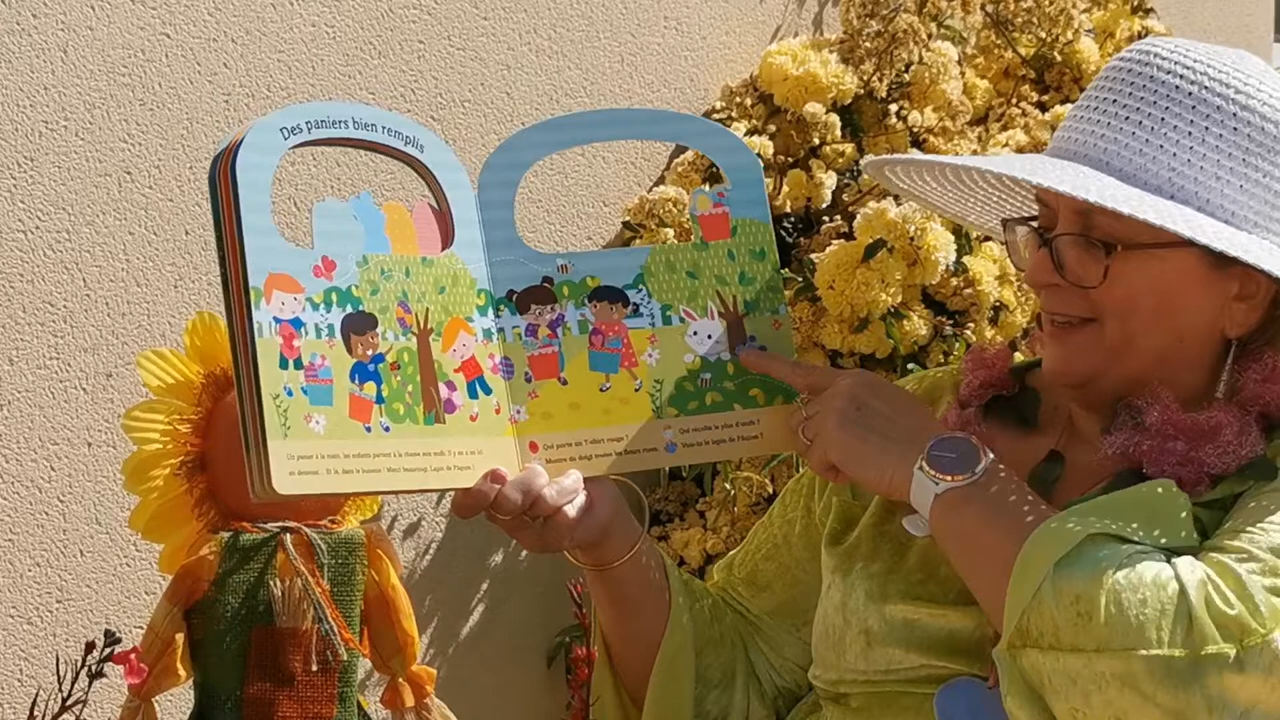 Des paniers bien remplis
Un panier à la main, les enfants partent à la chasse aux œufs. Il y en a un ici
en dessous... Et là, dans le buisson ! Merci beaucoup, Lapin de Pâques !
Qui porte un T-shirt rouge ?
Montre du doigt toutes les fleurs roses.
Qui récolte le plus d'œufs ?
Vois-tu le lapin de Pâques ?